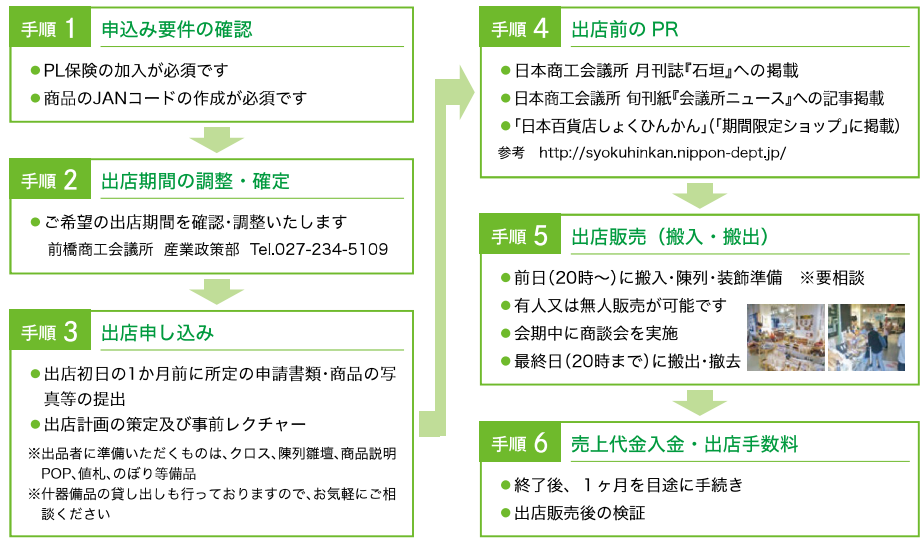 手順 1 申込み要件の確認
●PL保険の加入が必須です
●商品のJANコードの作成が必須です
手順 2 出店期間の調整・確定
●ご希望の出店期間を確認・調整いたします
前橋商工会議所 産業政策部 Tel.027-234-5109
手順 3 出店申し込み
●出店初日の1か月前に所定の申請書類・商品の写
真等の提出
●出店計画の策定及び事前レクチャー
※出品者に準備いただくものは、クロス、陳列雛壇、商品説明
POP、値札、のぼり等備品
※什器備品の貸し出しも行っておりますので、お気軽にご相
談ください
手順 4 出店前の PR
●日本商工会議所 月刊誌『石垣』への掲載
●日本商工会議所 旬刊紙『会議所ニュース』への記事掲載
●「日本百貨店しょくひんかん」(「期間限定ショップ」に掲載)
参考 http://syokuhinkan.nippon-dept.jp/
手順 5 出店販売（搬入・搬出）
●前日(20時〜)に搬入・陳列・装飾準備 ※要相談
●有人又は無人販売が可能です
●会期中に商談会を実施
●最終日(20時まで)に搬出・撤去
手順 6 売上代金入金・出店手数料
●終了後、１ヶ月を目途に手続き
●出店販売後の検証